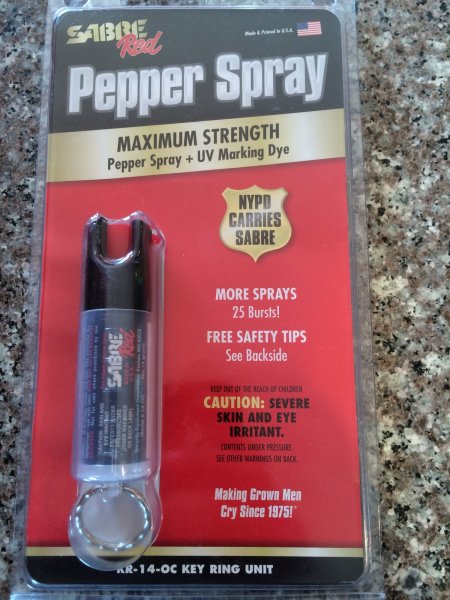 SABRE
Red
Made & Printed in U.S.A.
Pepper Spray
MAXIMUM STRENGTH
Pepper Spray + UV Marking Dye
NYPD
CARRIES
SABRE
MORE SPRAYS
25 Bursts!
FREE SAFETY TIPS
See Backside
KEEP OUT OF THE REACH OF CHILDREN
CAUTION: SEVERE
SKIN AND EYE
IRRITANT.
CONTENTS UNDER PRESSURE.
SEE OTHER WARNINGS ON BACK.
Making Grown Men
Cry Since 1975!®
SABRE
Red
KR-14-OC KEY RING UNIT